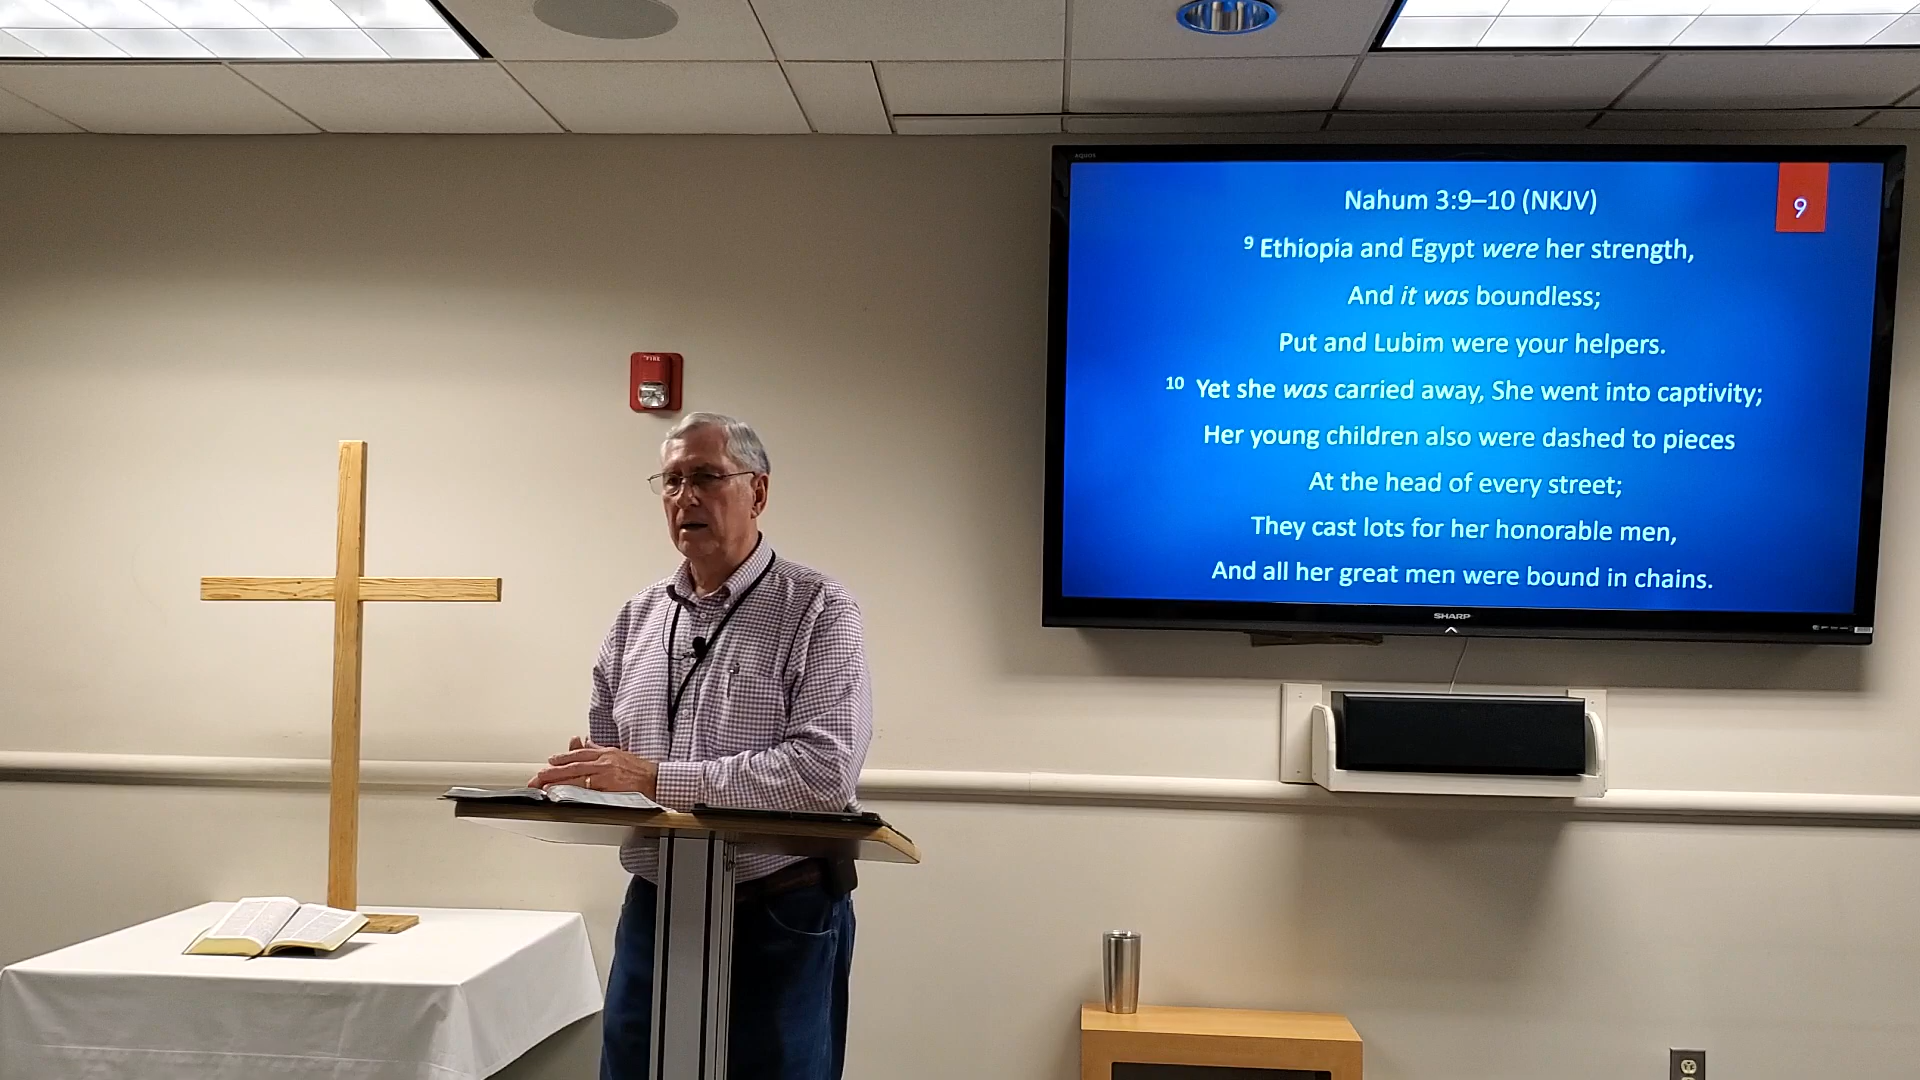 AQUOS
Nahum 3:9–10 (NKJV)
9
⁹ Ethiopia and Egypt were her strength,
And it was boundless;
Put and Lubim were your helpers.
¹⁰ Yet she was carried away, She went into captivity;
Her young children also were dashed to pieces
At the head of every street;
They cast lots for her honorable men,
And all her great men were bound in chains.
SHARP
FIRE